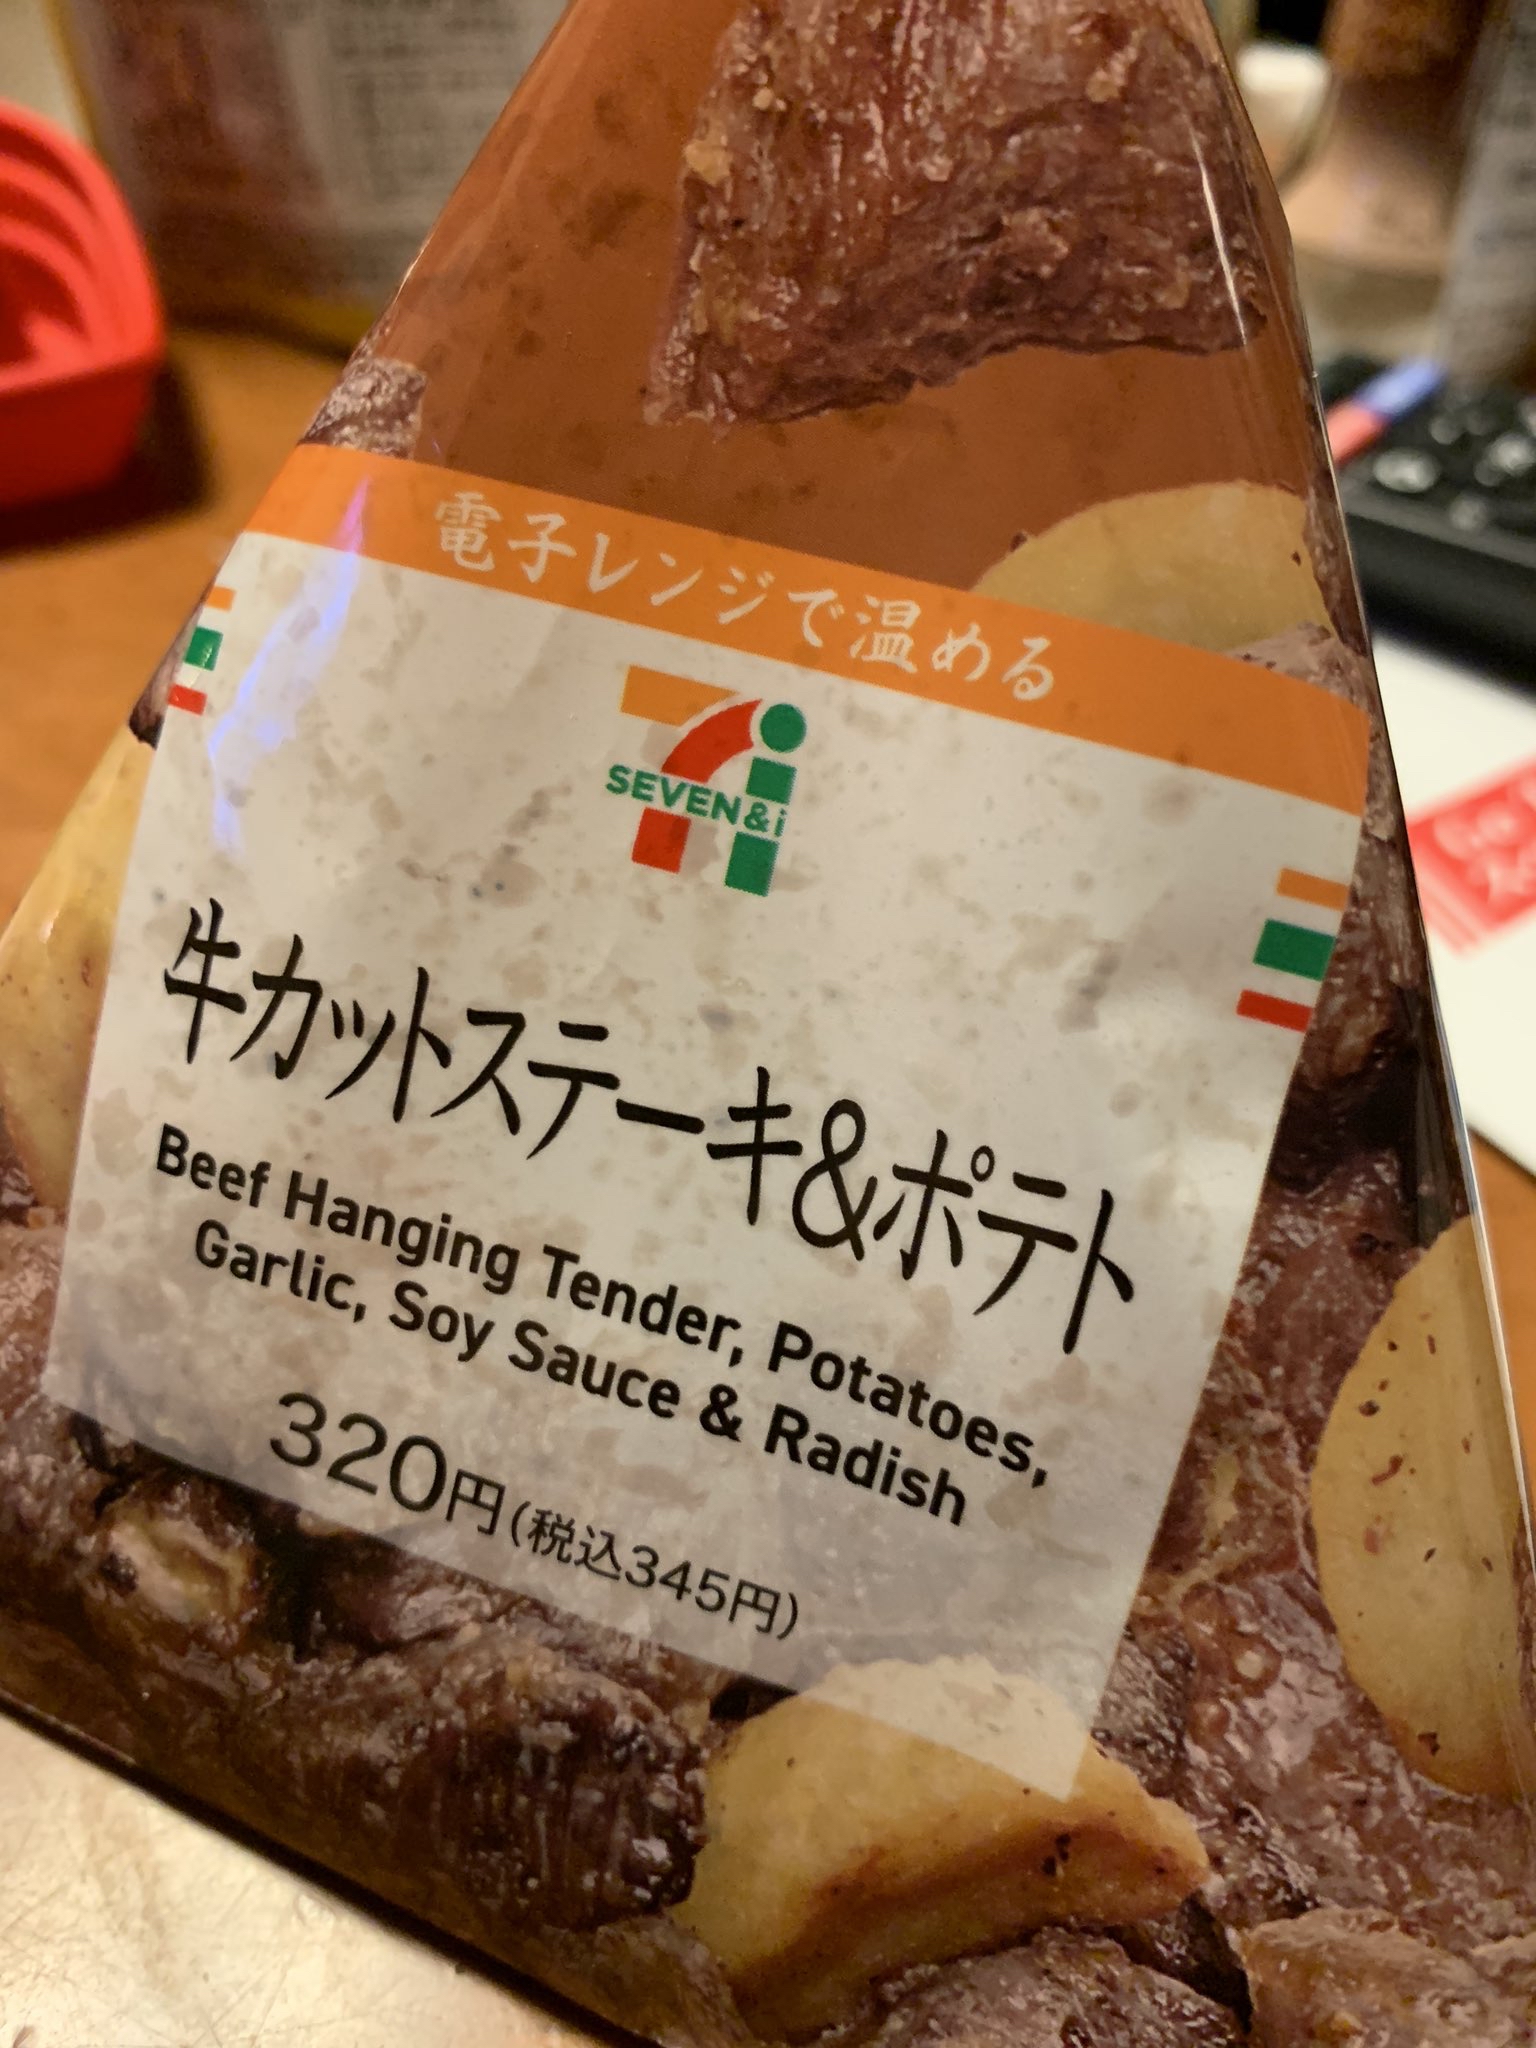 電子レンジで温める
SEVEN&i
牛カットステーキ&ポテト
Beef Hanging Tender, Potatoes,
Garlic, Soy Sauce & Radish
320円(税込345円)